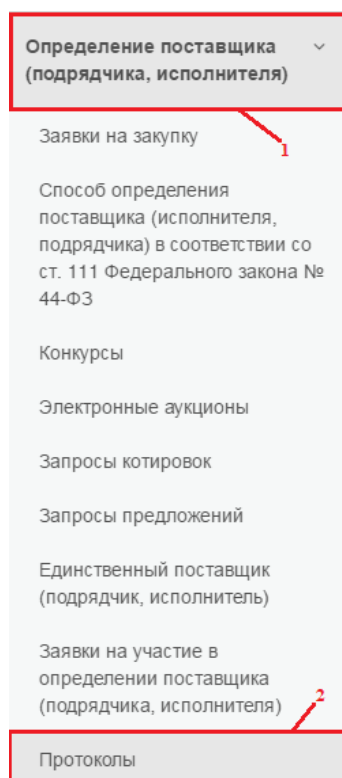 Определение поставщика
(подрядчика, исполнителя)
1
Заявки на закупку
Способ определения
поставщика (исполнителя,
подрядчика) в соответствии со
ст. 111 Федерального закона №
44-ФЗ
Конкурсы
Электронные аукционы
Запросы котировок
Запросы предложений
Единственный поставщик
(подрядчик, исполнитель)
Заявки на участие в
определении поставщика
(подрядчика, исполнителя)
2
Протоколы